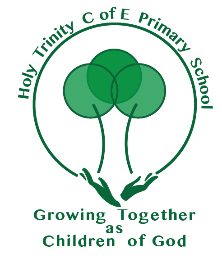 Holy Trinity C of E Primary School
Growing Together
as
Children of God